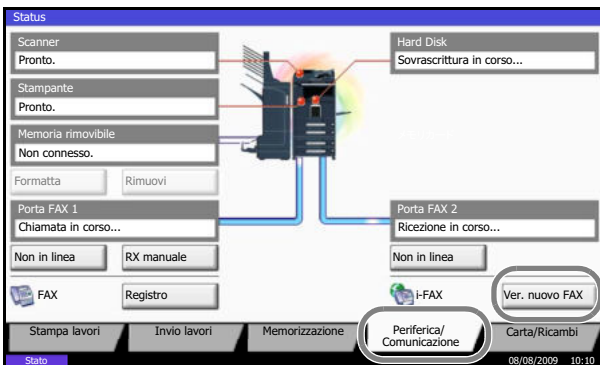 Status
Scanner
Pronto.
Hard Disk
Sovrascrittura in corso...
Stampante
Pronto.
Memoria rimovibile
Non connesso.
Formatta
Rimuovi
Porta FAX 1
Chiamata in corso...
Porta FAX 2
Ricezione in corso...
Non in linea
RX manuale
Non in linea
FAX
Registro
i-FAX
Ver. nuovo FAX
Stampa lavori
Invio lavori
Memorizzazione
Periferica/
Comunicazione
Carta/Ricambi
Stato
08/08/2009 10:10